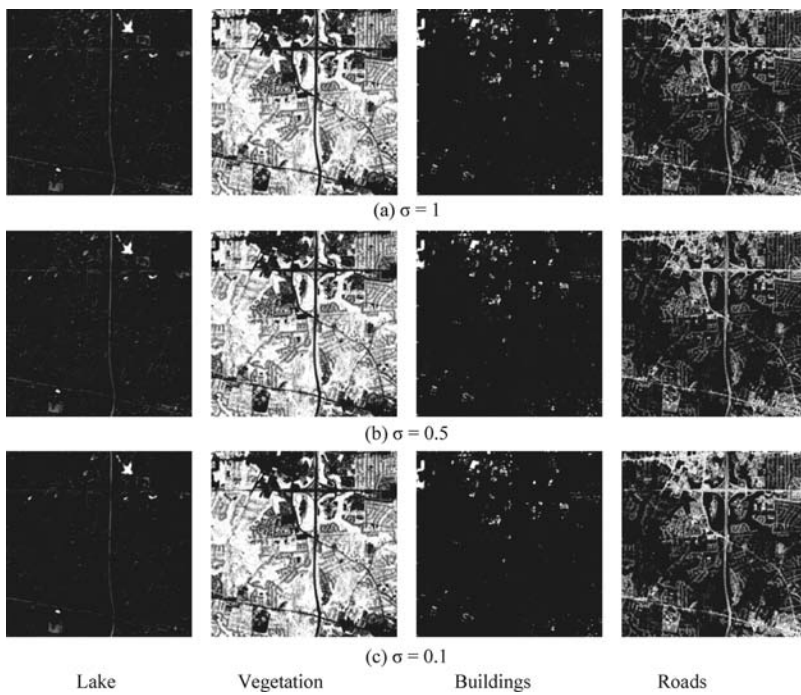 (a) σ = 1
(b) σ = 0.5
(c) σ = 0.1
Lake Vegetation Buildings Roads